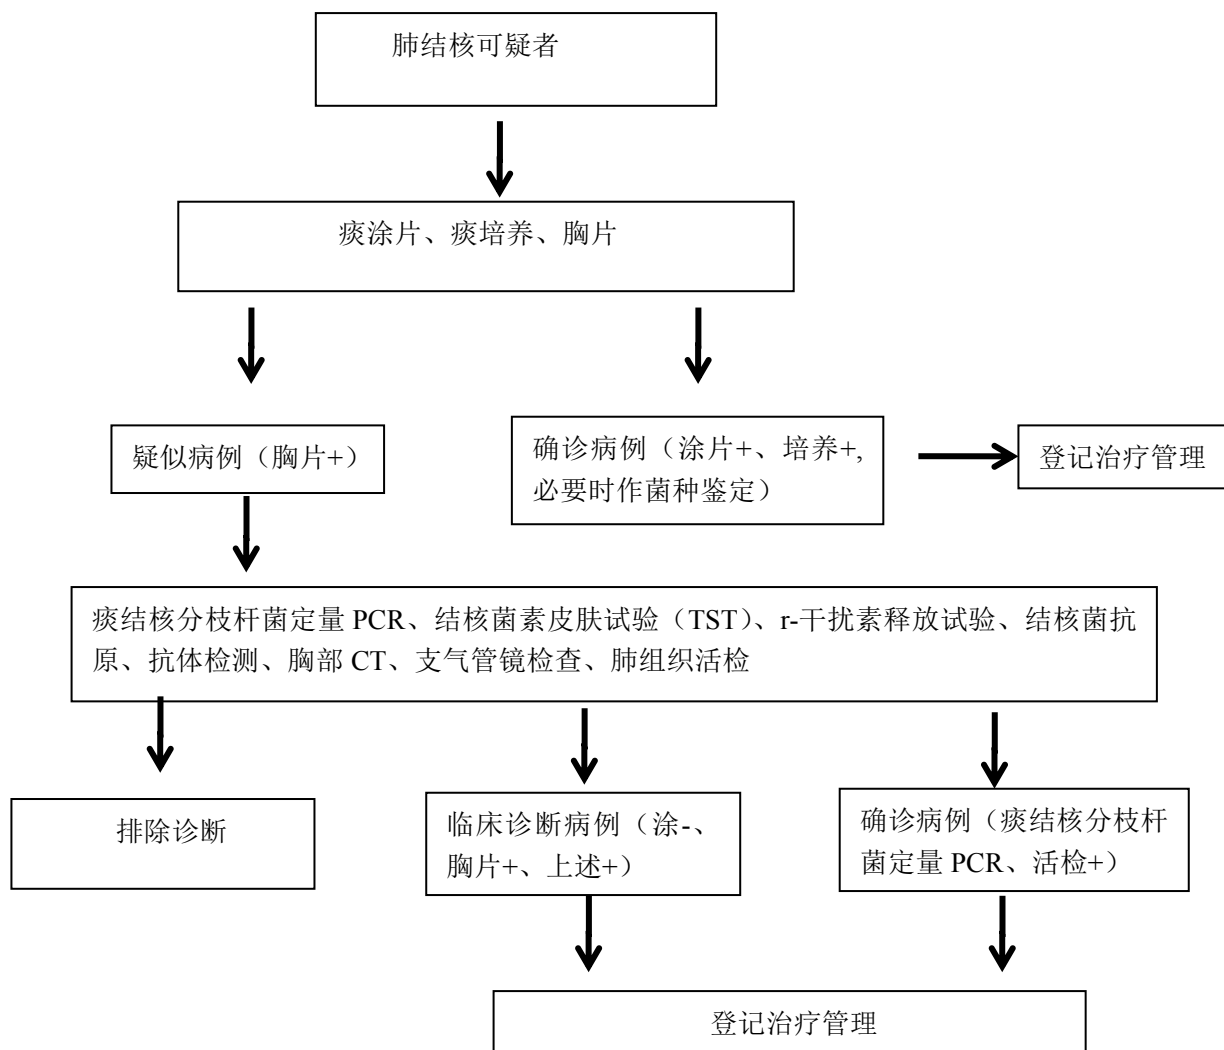 肺结核可疑者
痰涂片、痰培养、胸片
疑似病例（胸片+）
确诊病例（涂片+、培养+,
必要时作菌种鉴定）
登记治疗管理
痰结核分枝杆菌定量 PCR、结核菌素皮肤试验（TST）、r-干扰素释放试验、结核菌抗
原、抗体检测、胸部 CT、支气管镜检查、肺组织活检
排除诊断
临床诊断病例（涂-、
胸片+、上述+）
确诊病例（痰结核分枝杆
菌定量 PCR、活检+）
登记治疗管理